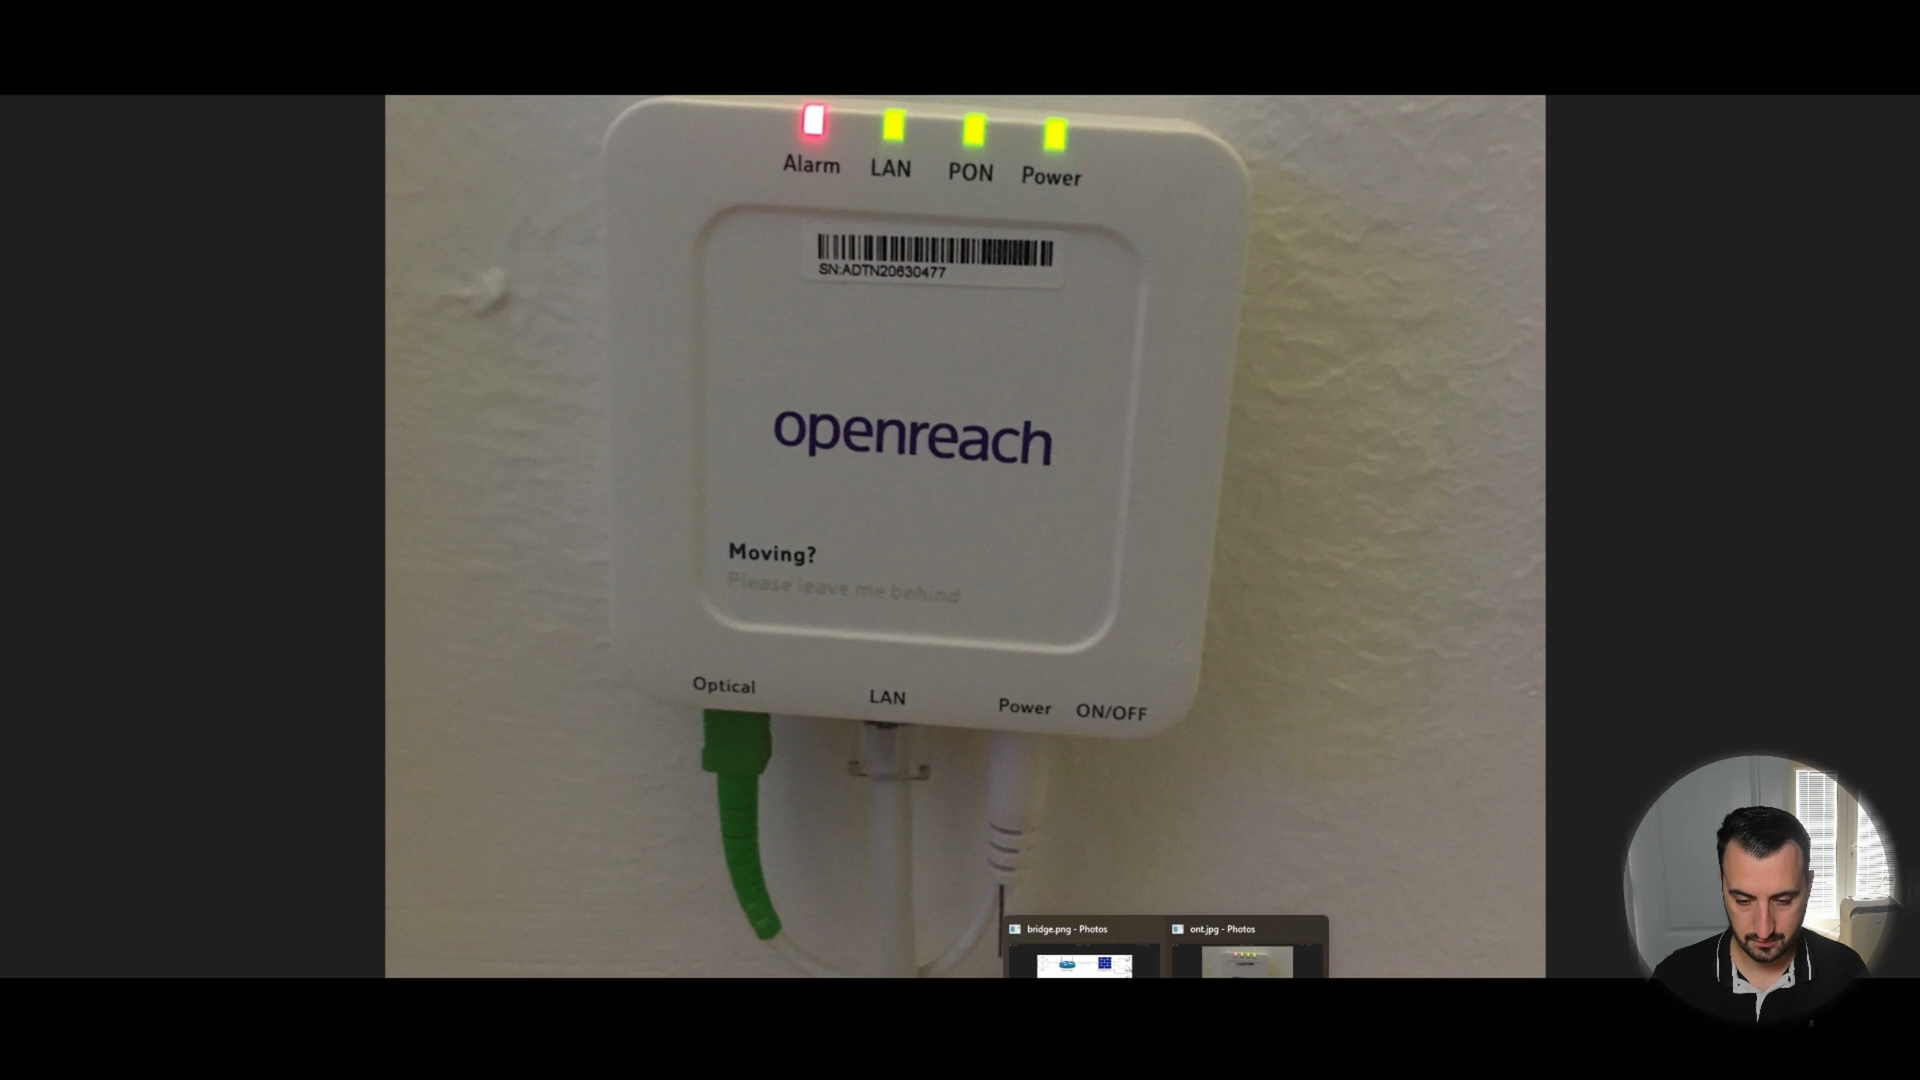 Alarm LAN PON Power
SN:ADTN20630477
openreach
Moving?
Please leave me behind
Optical LAN Power ON/OFF
bridge.png - Photos ont.jpg - Photos